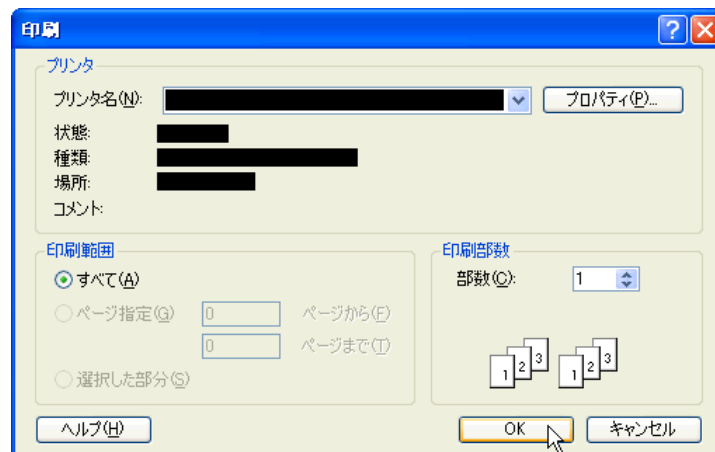 印刷
プリンタ
プリンタ名(N):
プロパティ(P)...
状態:
種類:
場所:
コメント:
印刷範囲
すべて(A)
ページ指定(G) 0 ページから(F)
0 ページまで(T)
選択した部分(S)
印刷部数
部数(C): 1
1 2 3 1 2 3
ヘルプ(H)
OK
キャンセル